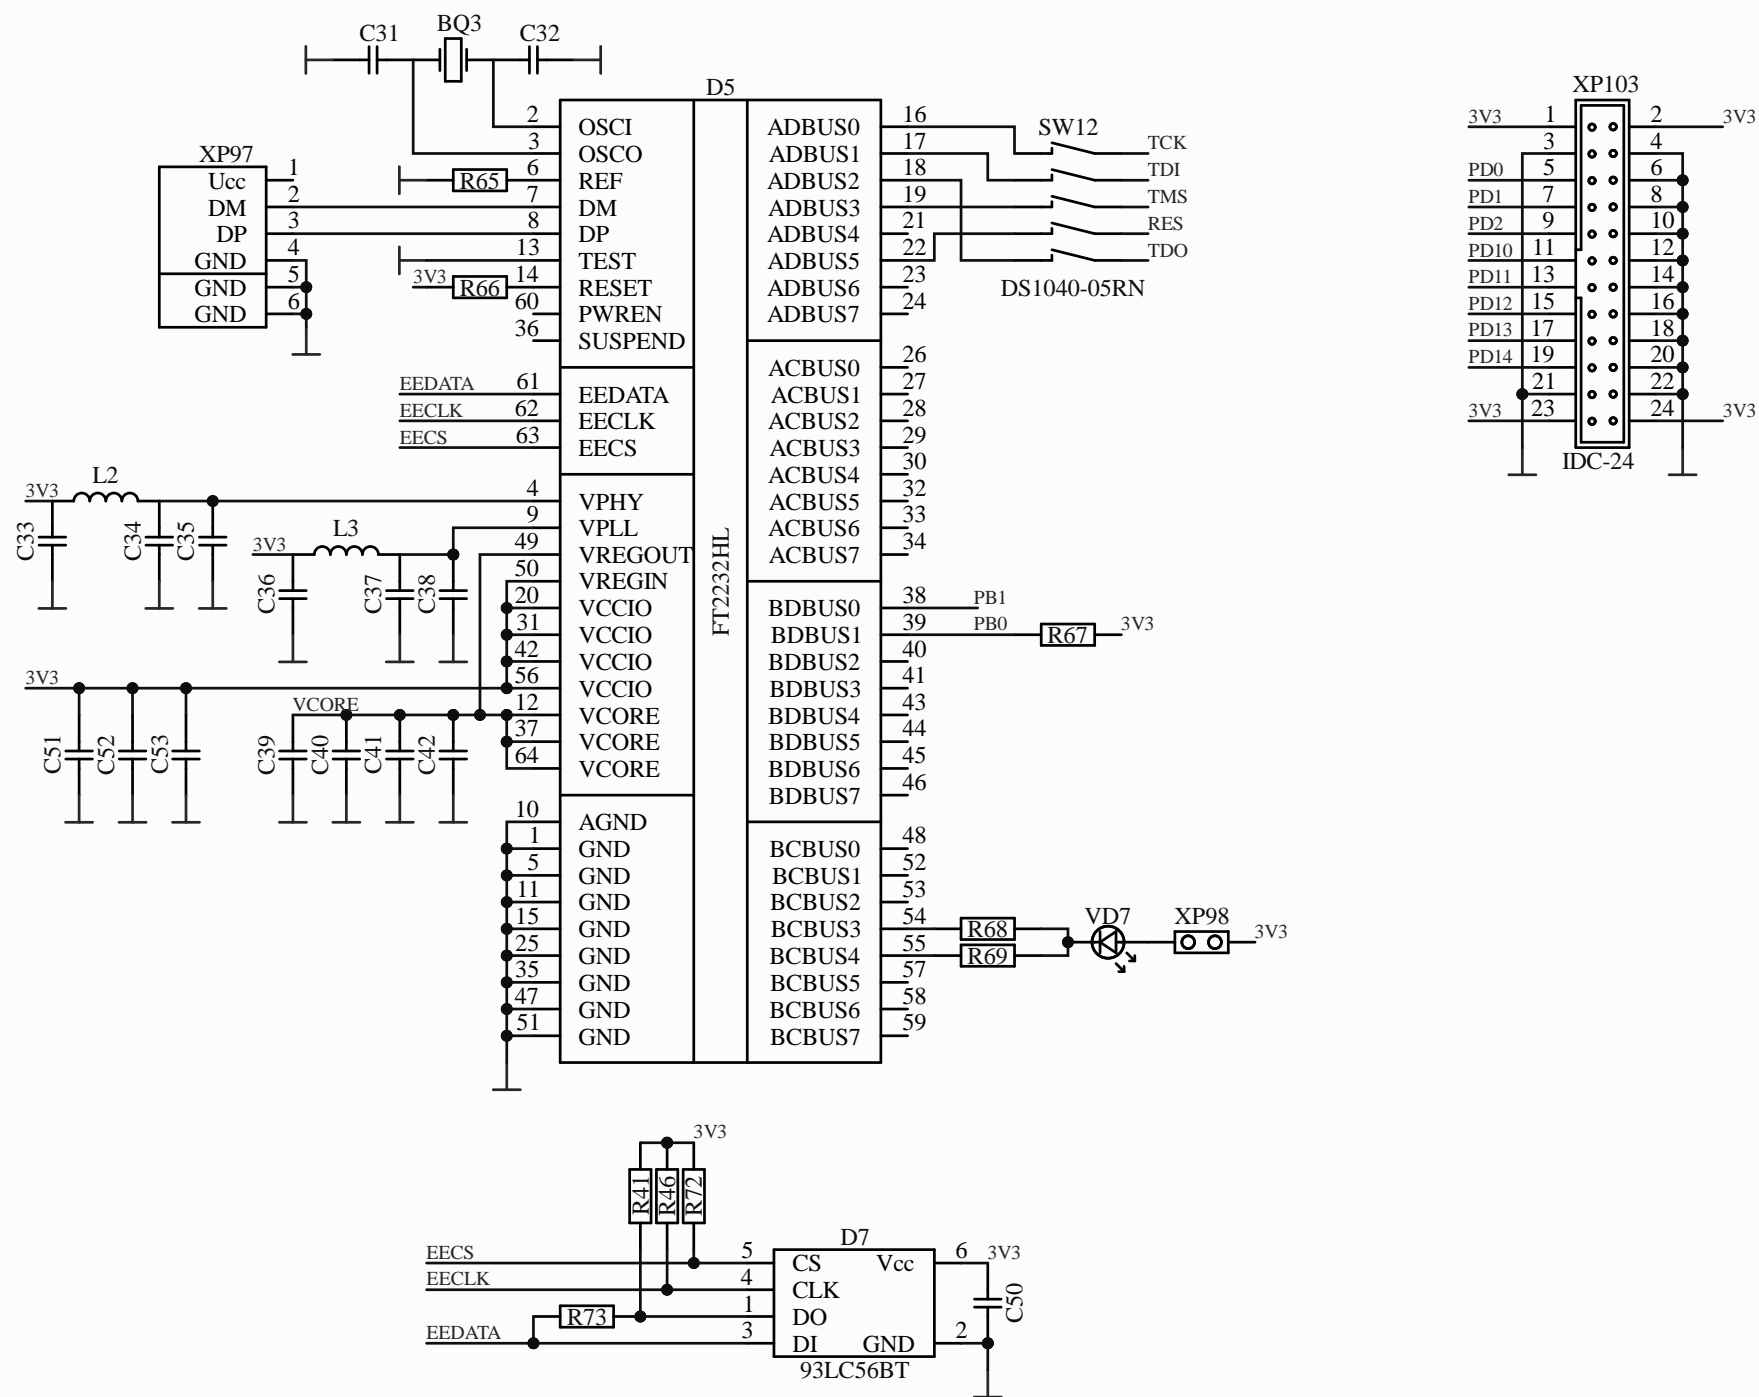 C31 BQ3 C32
D5
XP103
2 OSCI ADBUS0 16
3V3 1 2 3V3
3 OSCO ADBUS1 17 SW12 TCK
3 4
XP97
1 Ucc 6 R65 REF ADBUS2 18 TDI
PD0 5 6
DM 2 7 DM ADBUS3 19 TMS
PD1 7 8
DP 3 8 DP ADBUS4 21 RES
PD2 9 10
GND 4 13 TEST ADBUS5 22 TDO
PD10 11 12
GND 5 3V3 R66 14 RESET ADBUS6 23 DS1040-05RN
PD11 13 14
GND 6 60 PWREN ADBUS7 24
PD12 15 16
36 SUSPEND
PD13 17 18
ACBUS0 26
PD14 19 20
EEDATA 61 EEDATA ACBUS1 27
21 22
EECLK 62 EECLK ACBUS2 28
3V3 23 24 3V3
EECS 63 EECS ACBUS3 29
IDC-24
ACBUS4 30
3V3 L2 4 VPHY ACBUS5 32
C33 C34 C35
9 VPLL ACBUS6 33
3V3 L3 49 VREGOUT ACBUS7 34
C36 C37 C38
50 VREGIN
FT2232HL
20 VCCIO BDBUS0 38 PB1
31 VCCIO BDBUS1 39 PB0 R67 3V3
42 VCCIO BDBUS2 40
3V3 56 VCCIO BDBUS3 41
VCORE 12 VCORE BDBUS4 43
37 VCORE BDBUS5 44
C51 C52 C53 C39 C40 C41 C42
64 VCORE BDBUS6 45
BDBUS7 46
10 AGND
1 GND BCBUS0 48
5 GND BCBUS1 52
11 GND BCBUS2 53
15 GND BCBUS3 54 R68 VD7 XP98 3V3
25 GND BCBUS4 55 R69
35 GND BCBUS5 57
47 GND BCBUS6 58
51 GND BCBUS7 59
3V3
R41 R46 R72
D7
EECS 5 CS Vcc 6 3V3
EECLK 4 CLK
C50
R73 1 DO
EEDATA 3 DI GND 2
93LC56BT